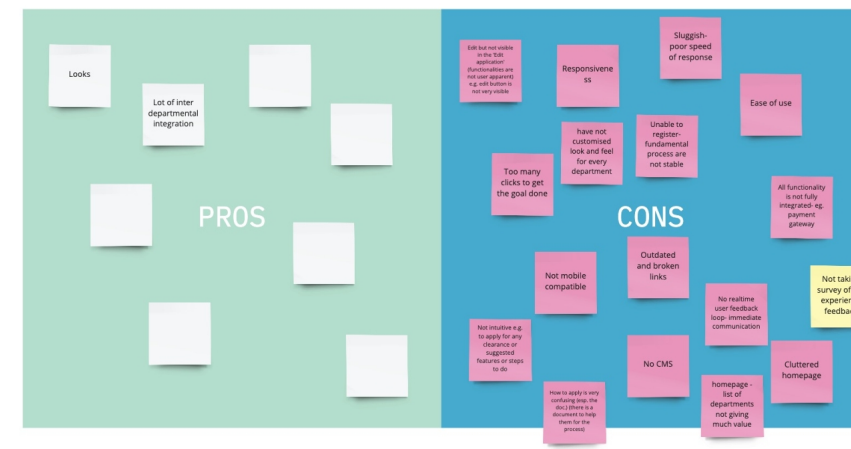 Looks
Lot of inter
departmental
integration
PROS
Edit but not visible
in the 'Edit
application'
(functionalities are
not user apparent)
e.g. edit button is
not very visible
Responsivene
ss
Sluggish-
poor speed
of response
Ease of use
have not
customised
look and feel
for every
department
Unable to
register-
fundamental
process are
not stable
Too many
clicks to get
the goal done
All functionality
is not fully
integrated- eg.
payment
gateway
CONS
Not mobile
compatible
Outdated
and broken
links
No realtime
user feedback
loop- immediate
communication
Not taki
survey of
experien
feedba
Not intuitive e.g.
to apply for any
clearance or
suggested
features or steps
to do
No CMS
Cluttered
homepage
How to apply is very
confusing (esp. the
doc.) (there is a
document to help
them for the
process)
homepage -
list of
departments
not giving
much value